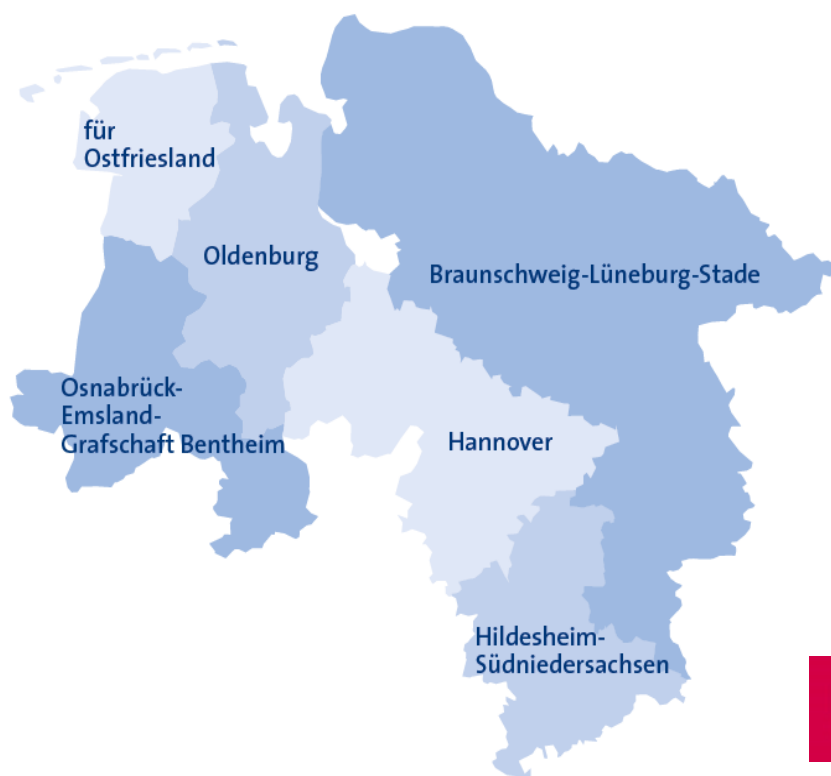 für
Ostfriesland
Oldenburg
Braunschweig-Lüneburg-Stade
Osnabrück-
Emsland-
Grafschaft Bentheim
Hannover
Hildesheim-
Südniedersachsen